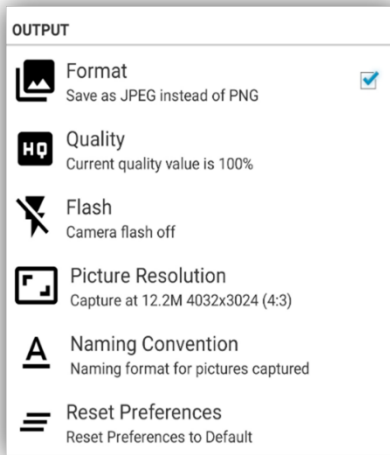 OUTPUT
Format
Save as JPEG instead of PNG
HQ
Quality
Current quality value is 100%
Flash
Camera flash off
Picture Resolution
Capture at 12.2M 4032x3024 (4:3)
A
Naming Convention
Naming format for pictures captured
Reset Preferences
Reset Preferences to Default